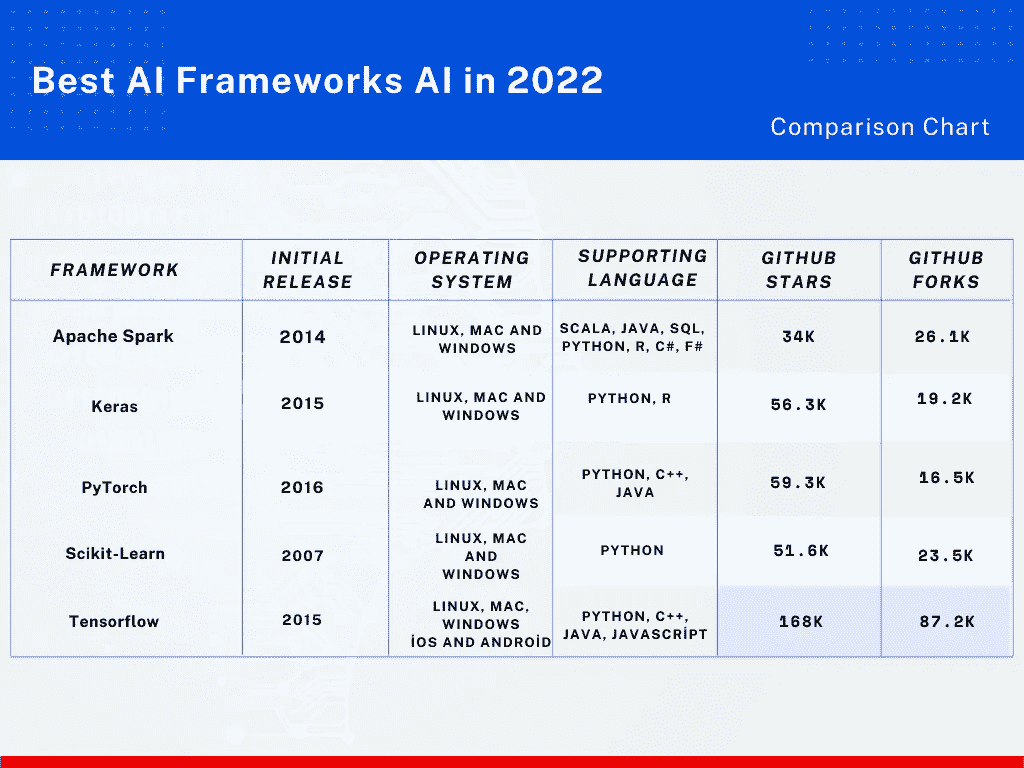 Best AI Frameworks AI in 2022
Comparison Chart
FRAMEWORK
INITIAL
RELEASE
OPERATING
SYSTEM
SUPPORTING
LANGUAGE
GITHUB
STARS
GITHUB
FORKS
Apache Spark
2014
LINUX, MAC AND
WINDOWS
SCALA, JAVA, SQL,
PYTHON, R, C#, F#
34K
26.1K
Keras
2015
LINUX, MAC AND
WINDOWS
PYTHON, R
56.3K
19.2K
PyTorch
2016
LINUX, MAC
AND WINDOWS
PYTHON, C++,
JAVA
59.3K
16.5K
Scikit-Learn
2007
LINUX, MAC
AND
WINDOWS
PYTHON
51.6K
23.5K
Tensorflow
2015
LINUX, MAC,
WINDOWS
İOS AND ANDROİD
PYTHON, C++,
JAVA, JAVASCRİPT
168K
87.2K